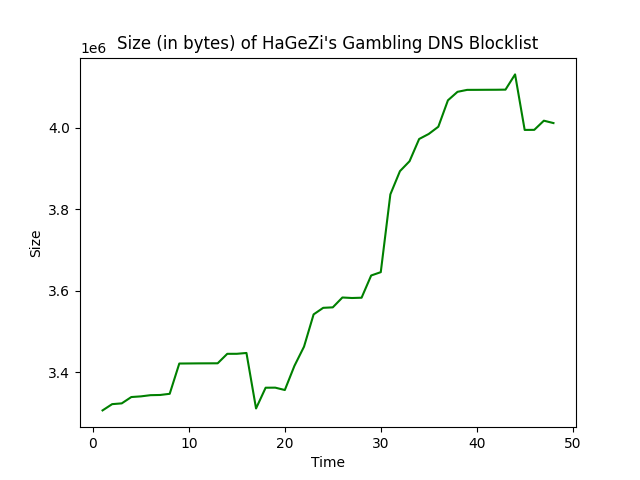 Size (in bytes) of HaGeZi's Gambling DNS Blocklist
1e6
4.0
3.8
3.6
3.4
Size
0 10 20 30 40 50
Time